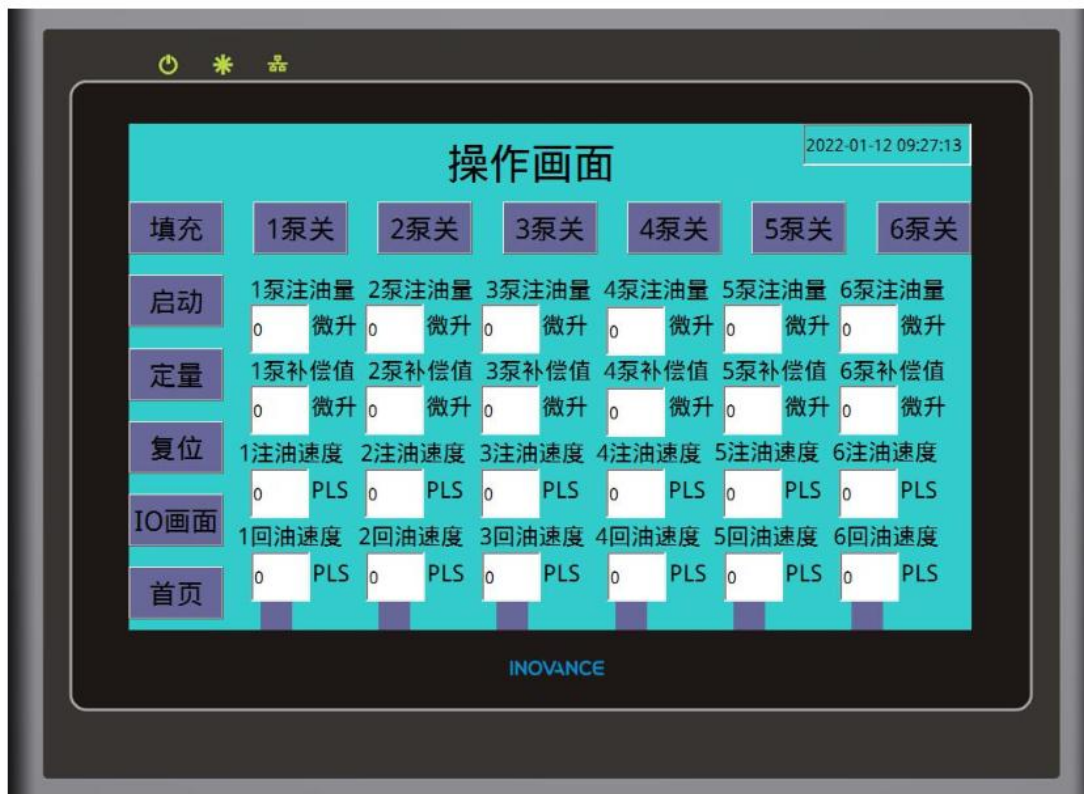 操作画面
2022-01-12 09:27:13
填充 1泵关 2泵关 3泵关 4泵关 5泵关 6泵关
启动
定量
复位
IO画面
首页
1泵注油量 2泵注油量 3泵注油量 4泵注油量 5泵注油量 6泵注油量
0 微升 0 微升 0 微升 0 微升 0 微升 0 微升
1泵补偿值 2泵补偿值 3泵补偿值 4泵补偿值 5泵补偿值 6泵补偿值
0 微升 0 微升 0 微升 0 微升 0 微升 0 微升
1注油速度 2注油速度 3注油速度 4注油速度 5注油速度 6注油速度
0 PLS 0 PLS 0 PLS 0 PLS 0 PLS 0 PLS
1回油速度 2回油速度 3回油速度 4回油速度 5回油速度 6回油速度
0 PLS 0 PLS 0 PLS 0 PLS 0 PLS 0 PLS
INOVANCE